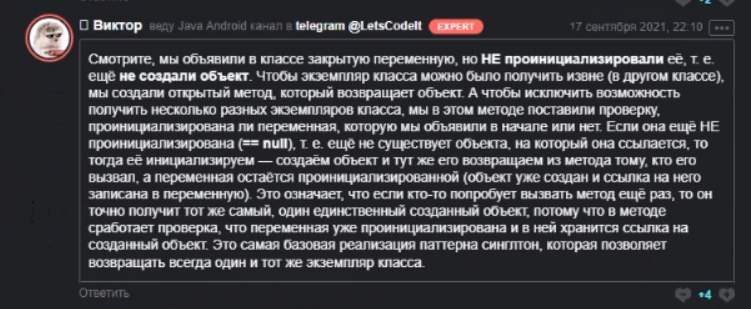 Виктор веду Java Android канал в telegram @LetsCodeIt EXPERT 17 сентября 2021, 22:10
Смотрите, мы объявили в классе закрытую переменную, но НЕ проинициализировали её, т. е.
ещё не создали объект. Чтобы экземпляр класса можно было получить извне (в другом классе),
мы создали открытый метод, который возвращает объект. А чтобы исключить возможность
получить несколько разных экземпляров класса, мы в этом методе поставили проверку,
проинициализирована ли переменная, которую мы объявили в начале или нет. Если она ещё НЕ
проинициализирована (== null), т. е. ещё не существует объекта, на который она ссылается, то
тогда её инициализируем — создаём объект и тут же его возвращаем из метода тому, кто его
вызвал, а переменная остаётся проинициализированной (объект уже создан и ссылка на него
записана в переменную). Это означает, что если кто-то попробует вызвать метод ещё раз, то он
точно получит тот же самый, один единственный созданный объект, потому что в методе
сработает проверка, что переменная уже проинициализирована и в ней хранится ссылка на
созданный объект. Это самая базовая реализация паттерна синглтон, которая позволяет
возвращать всегда один и тот же экземпляр класса.
Ответить +4